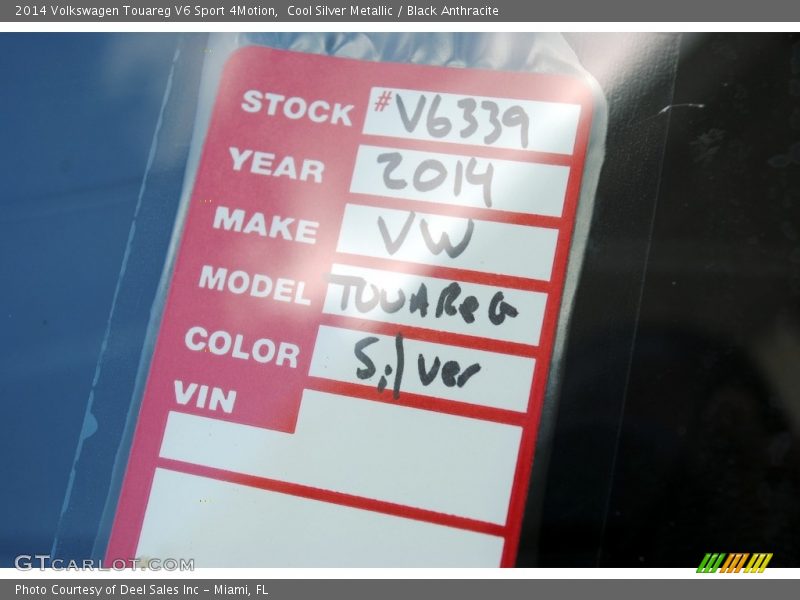 2014 Volkswagen Touareg V6 Sport 4Motion,  Cool Silver Metallic / Black Anthracite
STOCK #V6339
YEAR 2014
MAKE VW
MODEL TOUAReG
COLOR Silver
VIN
GTCARLOT.COM
Photo Courtesy of Deel Sales Inc - Miami, FL